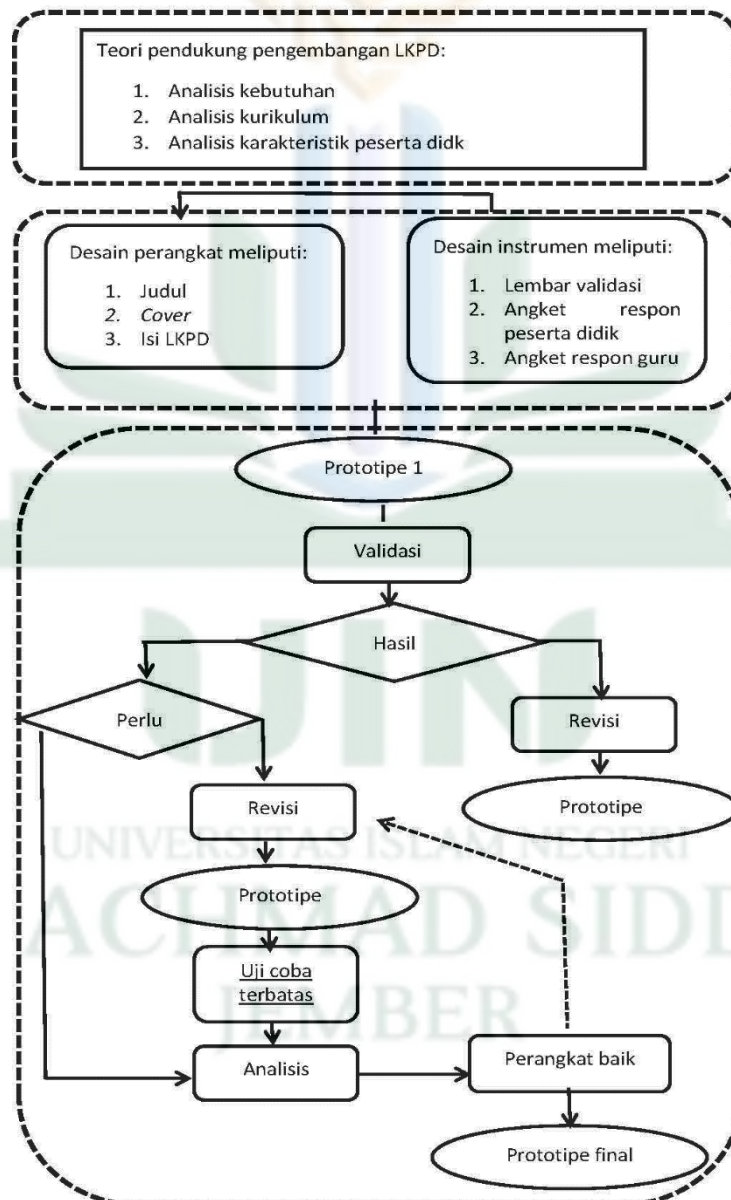 Teori pendukung pengembangan LKPD:
1. Analisis kebutuhan
2. Analisis kurikulum
3. Analisis karakteristik peserta didk
Desain perangkat meliputi:
1. Judul
2. Cover
3. Isi LKPD
Desain instrumen meliputi:
1. Lembar validasi
2. Angket respon
peserta didik
3. Angket respon guru
Prototipe 1
Validasi
Hasil
Perlu
Revisi
Revisi
Prototipe
UNIVERSITAS ISLAM NEGERI
Prototipe
ACHMAD SIDD
Uji coba
terbatas
JEMBER
Analisis
Perangkat baik
Prototipe final
UIN